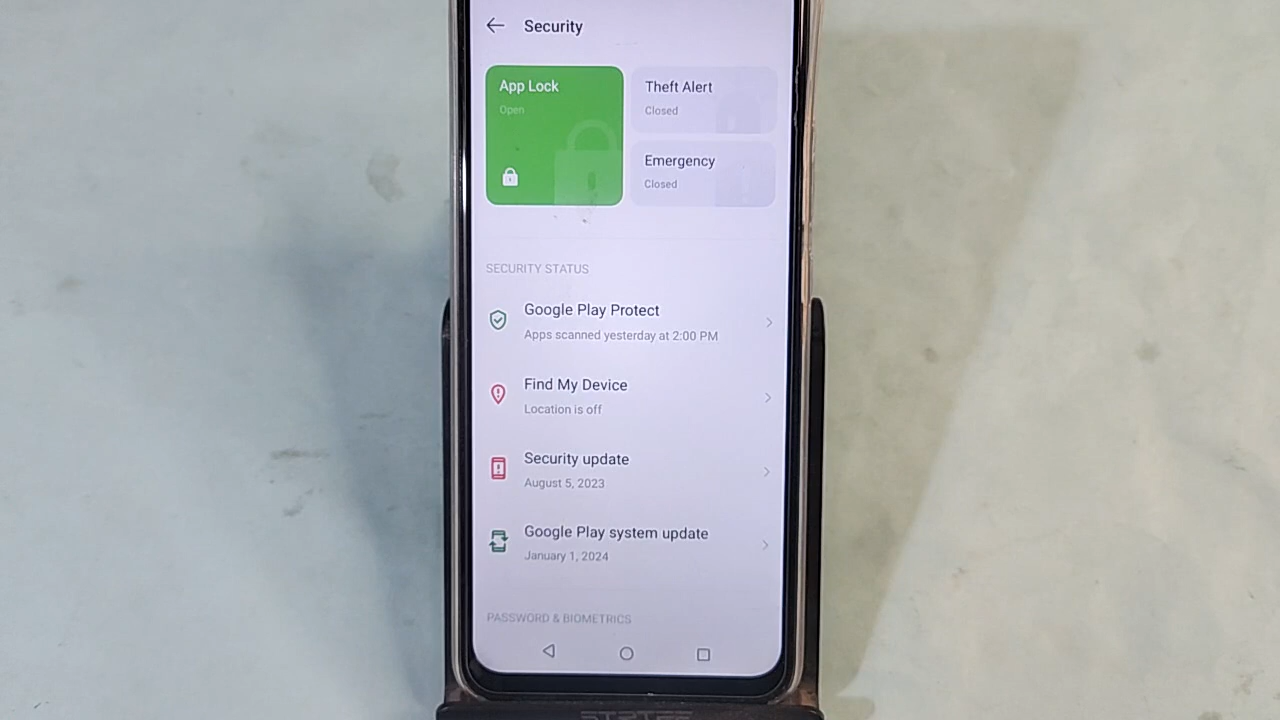 Security
App Lock
Open
Theft Alert
Closed
Emergency
Closed
SECURITY STATUS
Google Play Protect
Apps scanned yesterday at 2:00 PM
Find My Device
Location is off
Security update
August 5, 2023
Google Play system update
January 1, 2024
PASSWORD & BIOMETRICS